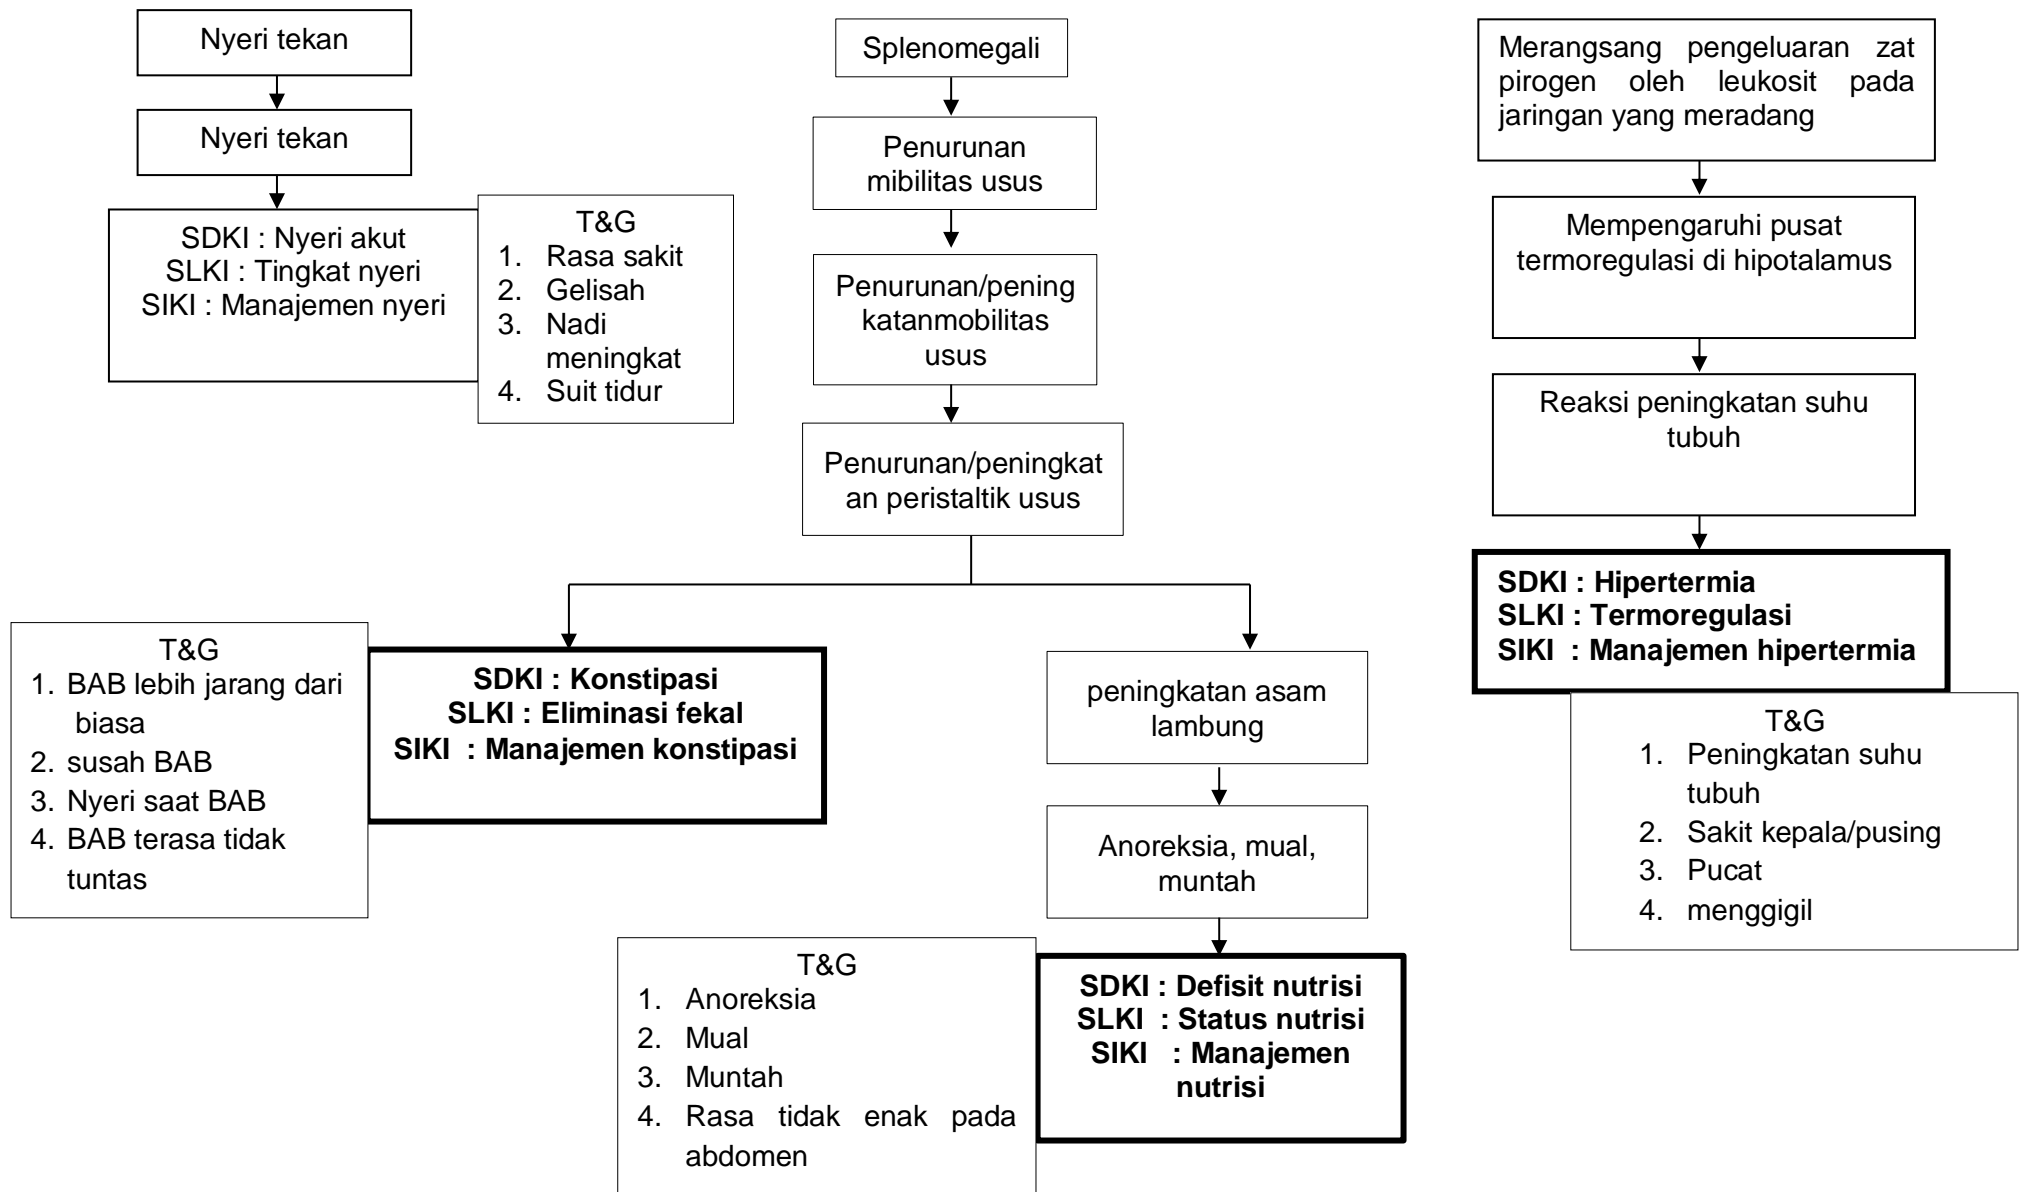 Nyeri tekan
Nyeri tekan
SDKI : Nyeri akut
SLKI : Tingkat nyeri
SIKI : Manajemen nyeri
T&G
1. Rasa sakit
2. Gelisah
3. Nadi
meningkat
4. Suit tidur
Splenomegali
Penurunan
mibilitas usus
Penurunan/pening
katanmobilitas
usus
Penurunan/peningkat
an peristaltik usus
T&G
1. BAB lebih jarang dari
biasa
2. susah BAB
3. Nyeri saat BAB
4. BAB terasa tidak
tuntas
SDKI : Konstipasi
SLKI : Eliminasi fekal
SIKI : Manajemen konstipasi
peningkatan asam
lambung
Anoreksia, mual,
muntah
T&G
1. Anoreksia
2. Mual
3. Muntah
4. Rasa tidak enak pada
abdomen
SDKI : Defisit nutrisi
SLKI : Status nutrisi
SIKI : Manajemen
nutrisi
Merangsang pengeluaran zat
pirogen oleh leukosit pada
jaringan yang meradang
Mempengaruhi pusat
termoregulasi di hipotalamus
Reaksi peningkatan suhu
tubuh
SDKI : Hipertermia
SLKI : Termoregulasi
SIKI : Manajemen hipertermia
T&G
1. Peningkatan suhu
tubuh
2. Sakit kepala/pusing
3. Pucat
4. menggigil